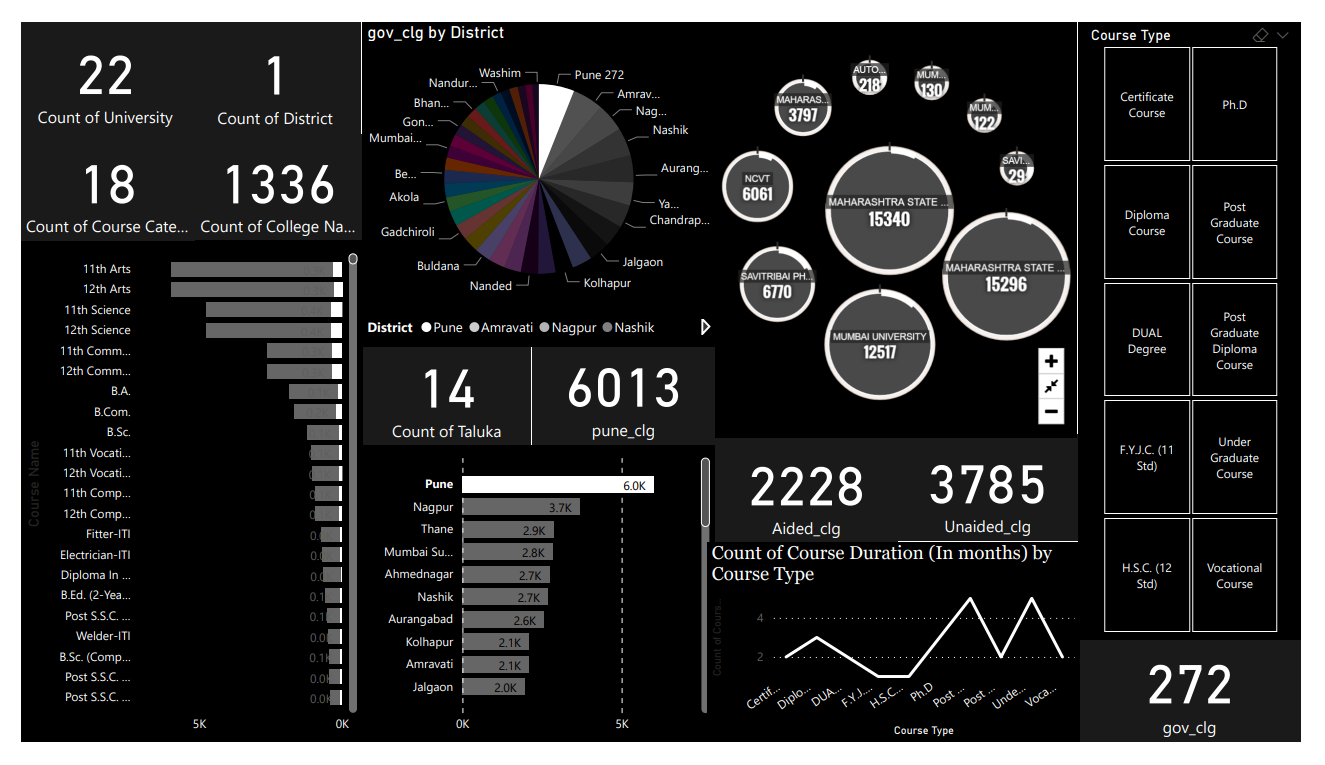 22
Count of University
1
Count of District
18
Count of Course Cate...
1336
Count of College Na...
Course Name
11th Arts
12th Arts
11th Science
12th Science
11th Comm...
12th Comm...
B.A.
B.Com.
B.Sc.
11th Vocati...
12th Vocati...
11th Comp...
12th Comp...
Fitter-ITI
Electrician-ITI
Diploma In ...
B.Ed. (2-Yea...
Post S.S.C. ...
Welder-ITI
B.Sc. (Comp...
Post S.S.C. ...
Post S.S.C. ...
5K
0K
gov_clg by District
Washim
Nandur...
Bhan...
Gon...
Mumbai...
Be...
Akola
Gadchiroli
Buldana
Nanded
Pune 272
Amrav...
Nag...
Nashik
Aurang...
Ya...
Chandrap...
Jalgaon
Kolhapur
District Pune Amravati Nagpur Nashik
14
Count of Taluka
6013
pune_clg
Pune 6.0K
Nagpur 3.7K
Thane 2.9K
Mumbai Su... 2.8K
Ahmednagar 2.7K
Nashik 2.7K
Aurangabad 2.6K
Kolhapur 2.1K
Amravati 2.1K
Jalgaon 2.0K
0K
5K
AUTO...
218
MUM...
130
MAHARAS...
3797
MUM...
122
SAVI...
29
NCVT
6061
MAHARASHTRA STATE ...
15340
MAHARASHTRA STATE ...
15296
SAVITRIBAI PH...
6770
MUMBAI UNIVERSITY
12517
2228
Aided_clg
3785
Unaided_clg
Count of Course Duration (In months) by
Course Type
Count of Cours...
4
2
Certif...
Diplo...
DUA...
F.Y.J....
H.S.C...
Ph.D
Post ...
Post ...
Unde...
Voca...
Course Type
Course Type
Certificate
Course
Ph.D
Diploma
Course
Post
Graduate
Course
DUAL
Degree
Post
Graduate
Diploma
Course
F.Y.J.C. (11
Std)
Under
Graduate
Course
H.S.C. (12
Std)
Vocational
Course
272
gov_clg